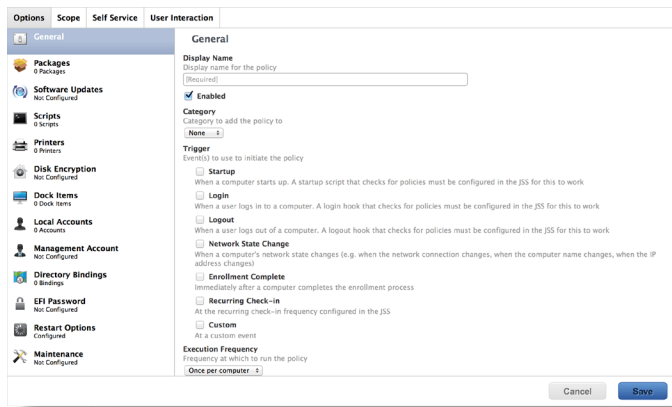 Options Scope Self Service User Interaction
General
Packages
0 Packages
Software Updates
Not Configured
Scripts
0 Scripts
Printers
0 Printers
Disk Encryption
Not Configured
Dock Items
0 Dock Items
Local Accounts
0 Accounts
Management Account
Not Configured
Directory Bindings
0 Bindings
EFI Password
Not Configured
Restart Options
Configured
Maintenance
Not Configured
General
Display Name
Display name for the policy
[Required]
Enabled
Category
Category to add the policy to
None
Trigger
Event(s) to use to initiate the policy
Startup
When a computer starts up. A startup script that checks for policies must be configured in the JSS for this to work
Login
When a user logs in to a computer. A login hook that checks for policies must be configured in the JSS for this to work
Logout
When a user logs out of a computer. A logout hook that checks for policies must be configured in the JSS for this to work
Network State Change
When a computer's network state changes (e.g. when the network connection changes, when the computer name changes, when the IP
address changes)
Enrollment Complete
Immediately after a computer completes the enrollment process
Recurring Check-in
At the recurring check-in frequency configured in the JSS
Custom
At a custom event
Execution Frequency
Frequency at which to run the policy
Once per computer
Cancel Save